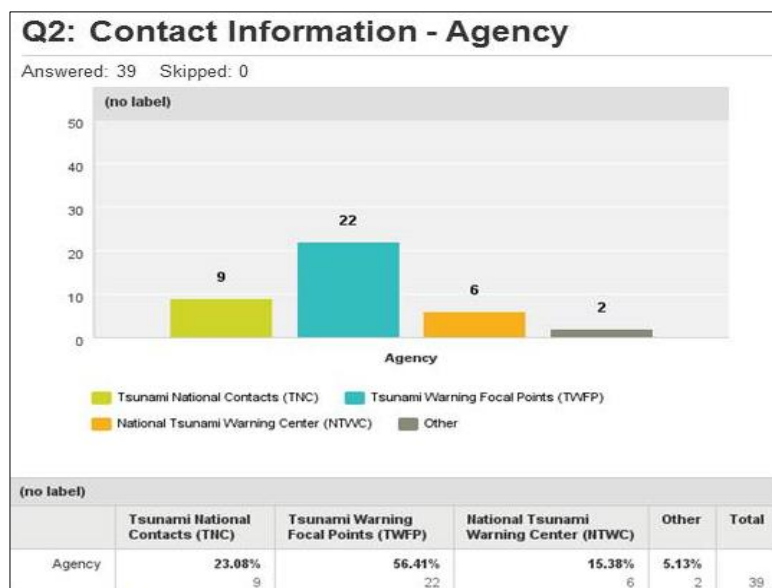 Q2: Contact Information - Agency
Answered: 39 Skipped: 0
(no label)
50
40
30
20
10
0
9
22
6
2
Agency
Tsunami National Contacts (TNC) Tsunami Warning Focal Points (TWFP)
National Tsunami Warning Center (NTWC) Other
(no label)
Tsunami National Contacts (TNC) Tsunami Warning Focal Points (TWFP) National Tsunami Warning Center (NTWC) Other Total
Agency 23.08% 56.41% 15.38% 5.13%
9 22 6 2 39